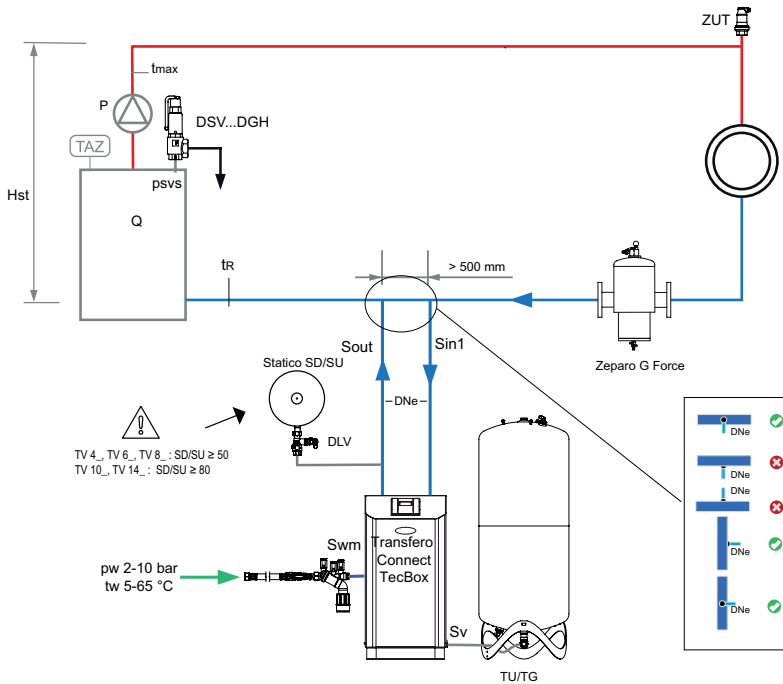 ZUT
tmax
P
DSV...DGH
TAZ
psvs
Hst
Q
tR
> 500 mm
Sout
Sin1
Zeparo G Force
Statico SD/SU
DNe
DLV
TV 4_, TV 6_, TV 8_ : SD/SU ≥ 50
TV 10_, TV 14_ : SD/SU ≥ 80
DNe
DNe
DNe
DNe
DNe
Swm
Transfero
Connect
TecBox
pw 2-10 bar
tw 5-65 °C
Sv
TU/TG